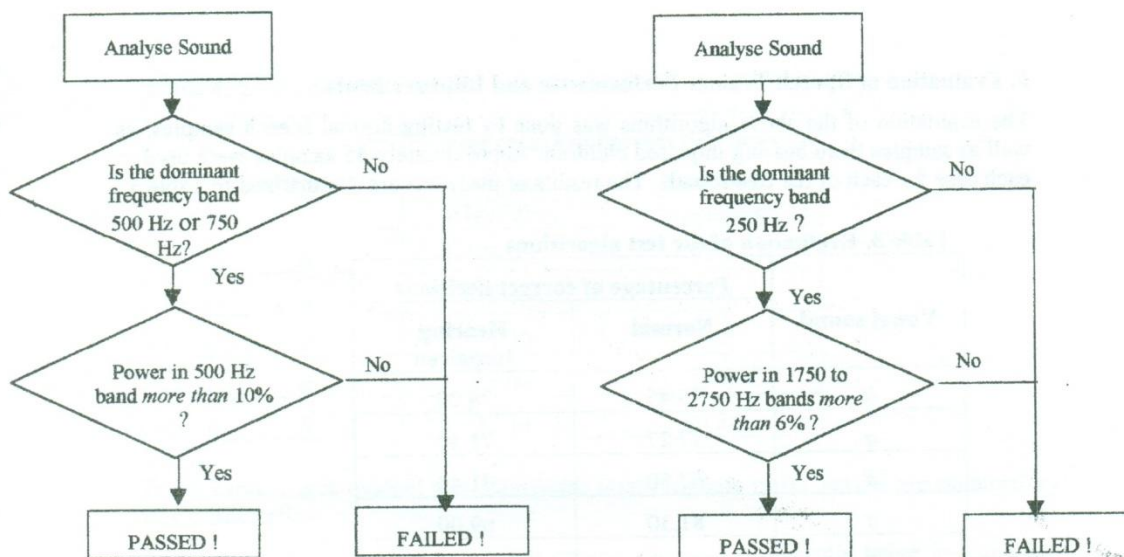 Analyse Sound
Is the dominant
frequency band
500 Hz or 750
Hz?
No
Yes
Power in 500 Hz
band more than 10%
?
No
Yes
PASSED !
FAILED !
Analyse Sound
Is the dominant
frequency band
250 Hz ?
No
Yes
Power in 1750 to
2750 Hz bands more
than 6% ?
No
Yes
PASSED !
FAILED !